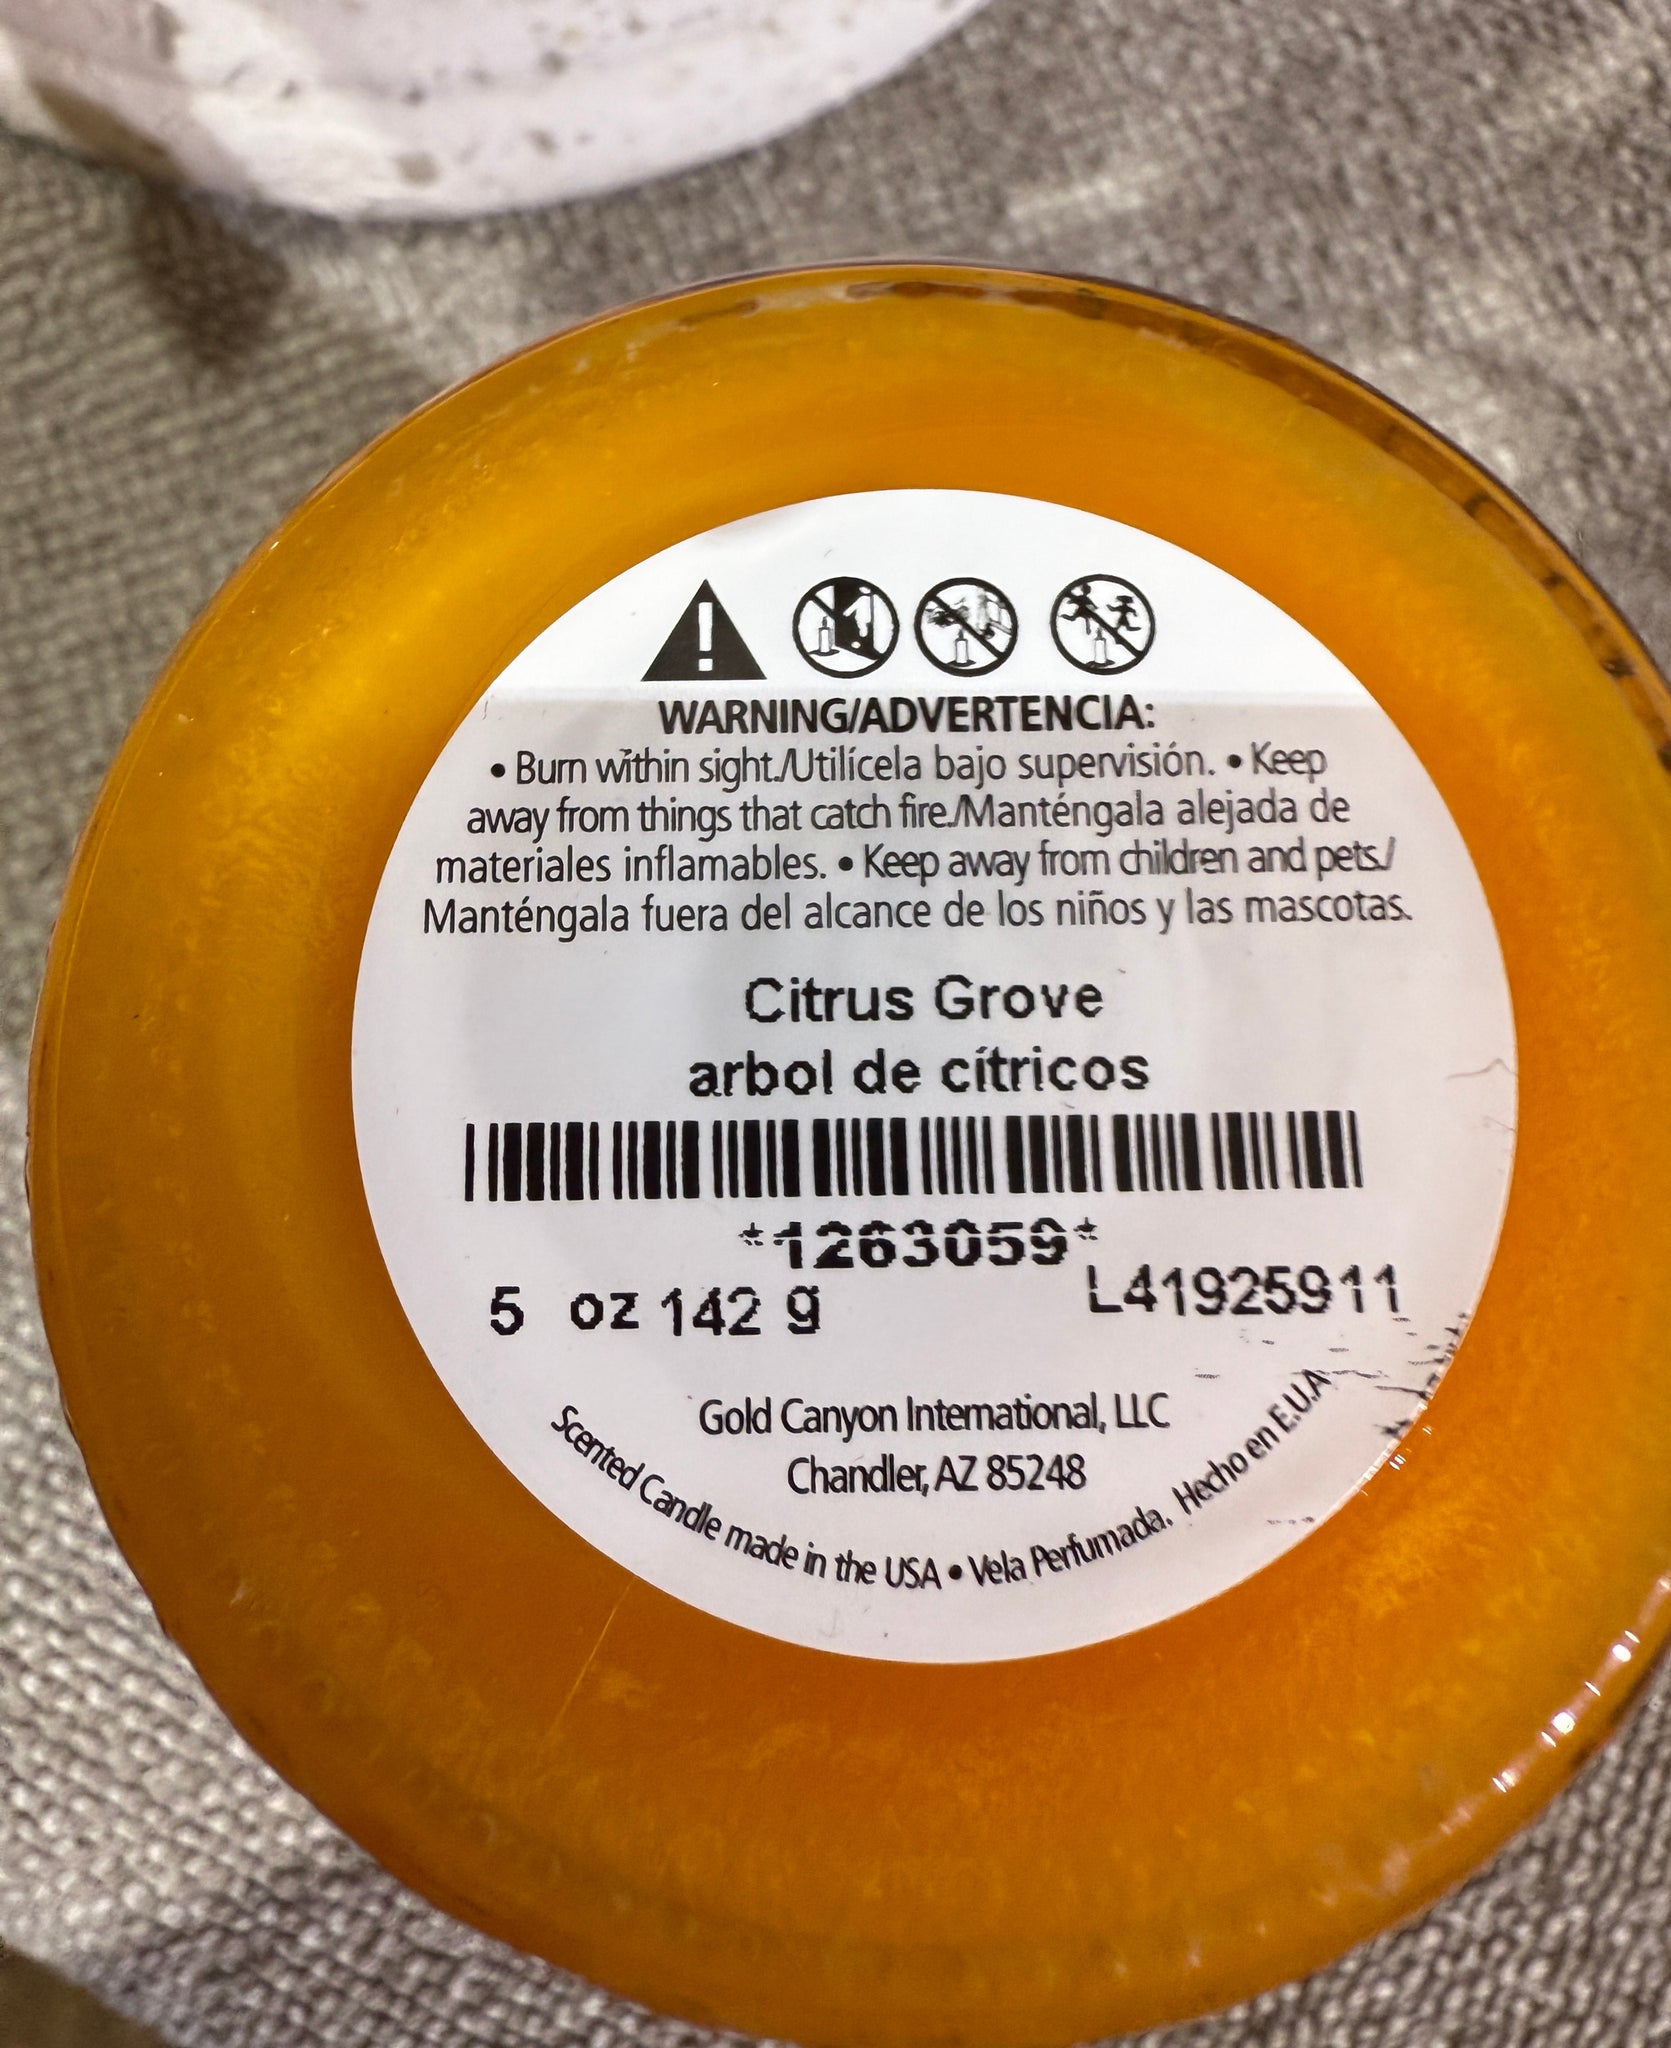 WARNING/ADVERTENCIA:
• Burn within sight./Utilícela bajo supervisión. • Keep
away from things that catch fire./Manténgala alejada de
materiales inflamables. • Keep away from children and pets./
Manténgala fuera del alcance de los niños y las mascotas.
Citrus Grove
arbol de cítricos
*1263059*
5 oz 142 g
L41925911
Gold Canyon International, LLC
Chandler, AZ 85248
Scented Candle made in the USA • Vela Perfumada. Hecho en E.U.A